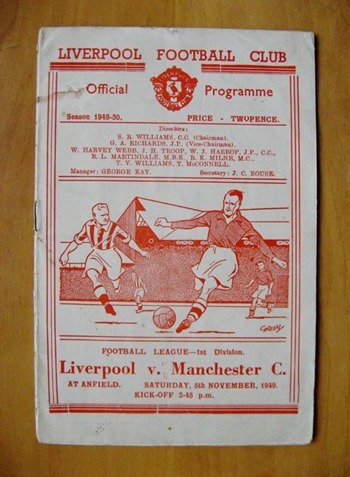 LIVERPOOL FOOTBALL CLUB
Official Programme
LIVERPOOL
Season 1949-50. PRICE - TWOPENCE.
Directors:
S. R. WILLIAMS, C.C. (Chairman),
G. A. RICHARDS, J.P. (Vice-Chairman),
W. HARVEY WEBB, J. H. TROOP, W. J. HARROP, J.P., C.C.,
R. L. MARTINDALE, M.B.E., R. K. MILNE, M.C.,
T. V. WILLIAMS, T. McCONNELL.
Manager: GEORGE KAY. Secretary: J. C. ROUSE.
FOOTBALL LEAGUE—1st Division.
Liverpool v. Manchester C.
AT ANFIELD. SATURDAY, 5th NOVEMBER, 1949.
KICK-OFF 2-45 p.m.